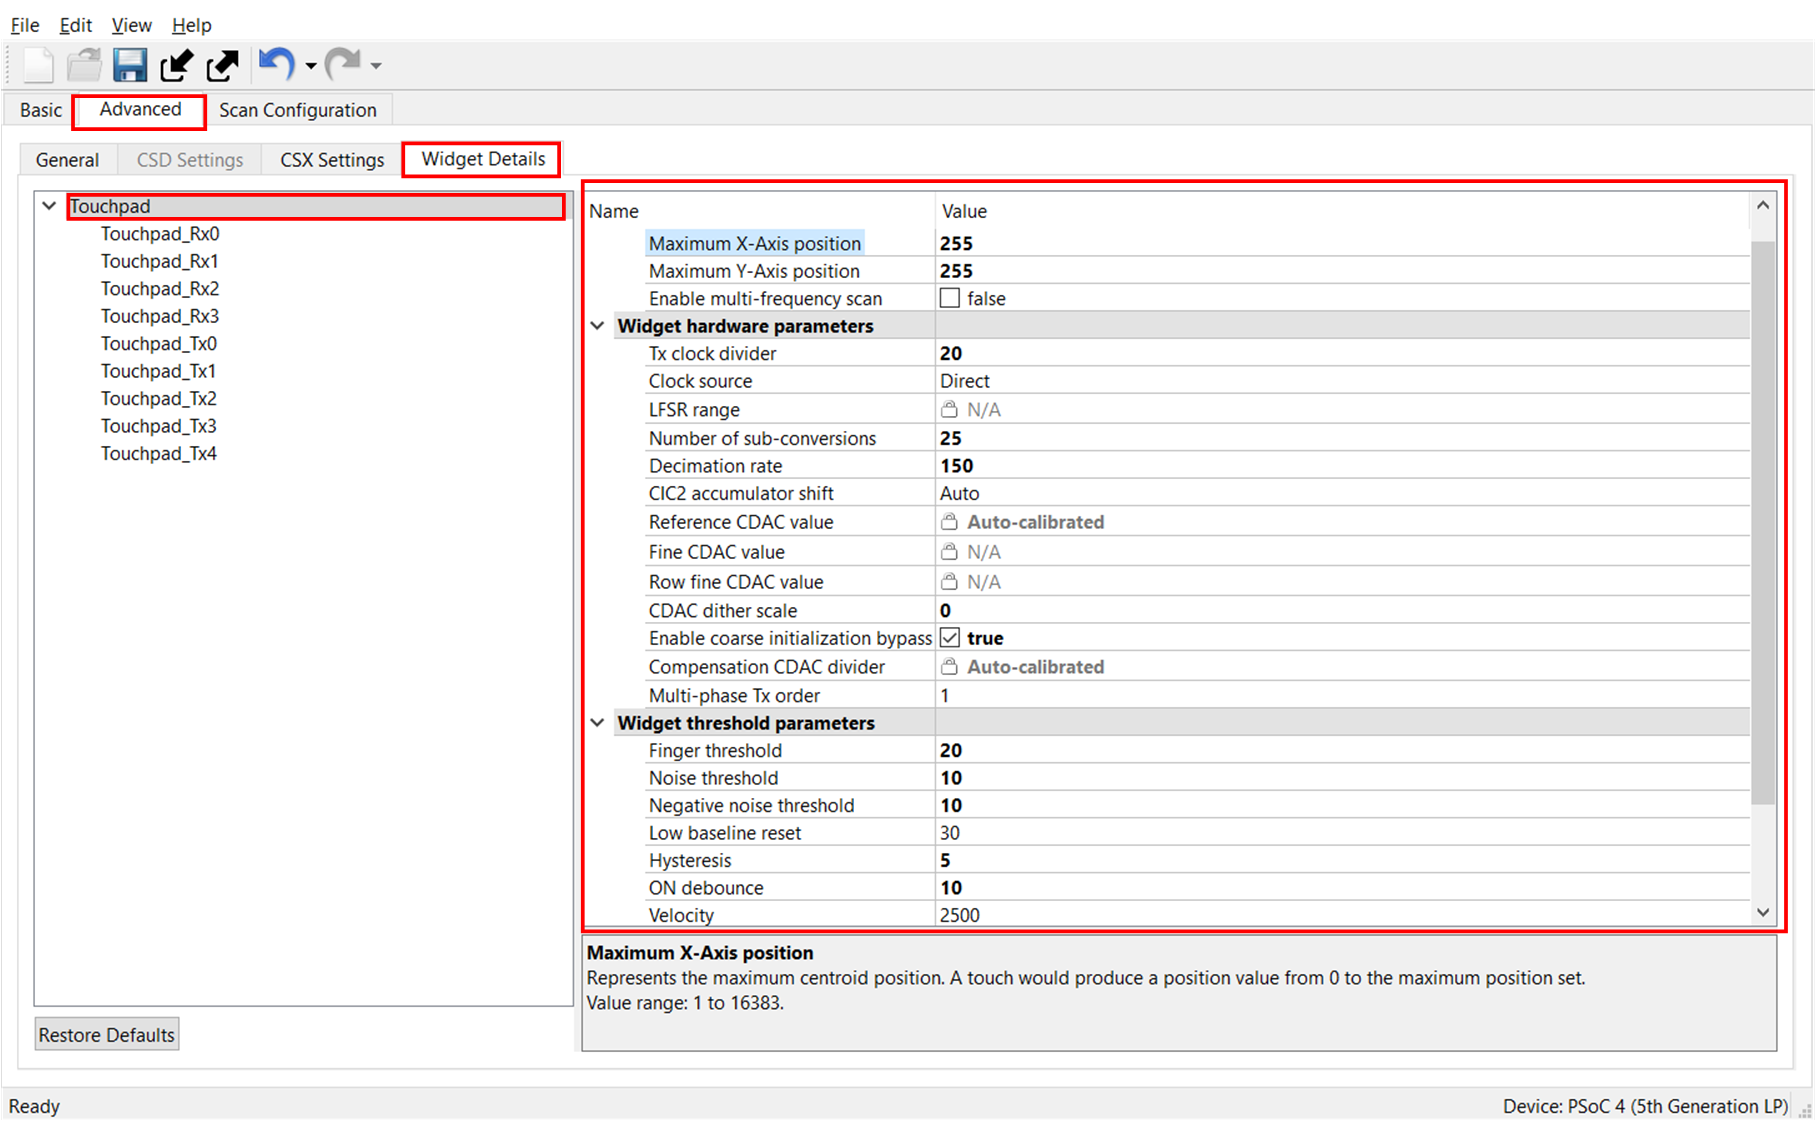 File Edit View Help
Basic Advanced Scan Configuration
General CSD Settings CSX Settings Widget Details
Touchpad
Touchpad_Rx0
Touchpad_Rx1
Touchpad_Rx2
Touchpad_Rx3
Touchpad_Tx0
Touchpad_Tx1
Touchpad_Tx2
Touchpad_Tx3
Touchpad_Tx4
Restore Defaults
Name Value
Maximum X-Axis position 255
Maximum Y-Axis position 255
Enable multi-frequency scan false
Widget hardware parameters
Tx clock divider 20
Clock source Direct
LFSR range N/A
Number of sub-conversions 25
Decimation rate 150
CIC2 accumulator shift Auto
Reference CDAC value Auto-calibrated
Fine CDAC value N/A
Row fine CDAC value N/A
CDAC dither scale 0
Enable coarse initialization bypass true
Compensation CDAC divider Auto-calibrated
Multi-phase Tx order 1
Widget threshold parameters
Finger threshold 20
Noise threshold 10
Negative noise threshold 10
Low baseline reset 30
Hysteresis 5
ON debounce 10
Velocity 2500
Maximum X-Axis position
Represents the maximum centroid position. A touch would produce a position value from 0 to the maximum position set.
Value range: 1 to 16383.
Ready Device: PSoC 4 (5th Generation LP)